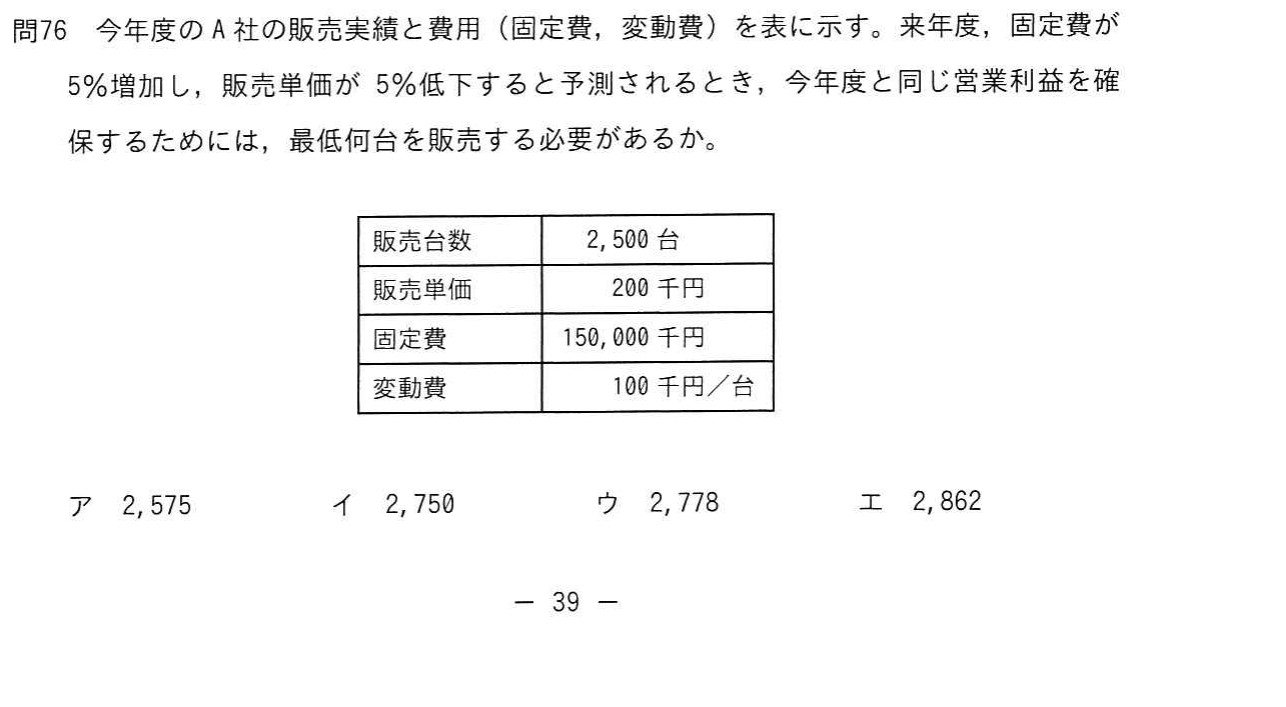 問76　今年度のA社の販売実績と費用（固定費，変動費）を表に示す。来年度，固定費が
5％増加し，販売単価が 5％低下すると予測されるとき，今年度と同じ営業利益を確
保するためには，最低何台を販売する必要があるか。
販売台数 2,500 台
販売単価 200 千円
固定費 150,000 千円
変動費 100 千円／台
ア 2,575 イ 2,750 ウ 2,778 エ 2,862
－ 39 －